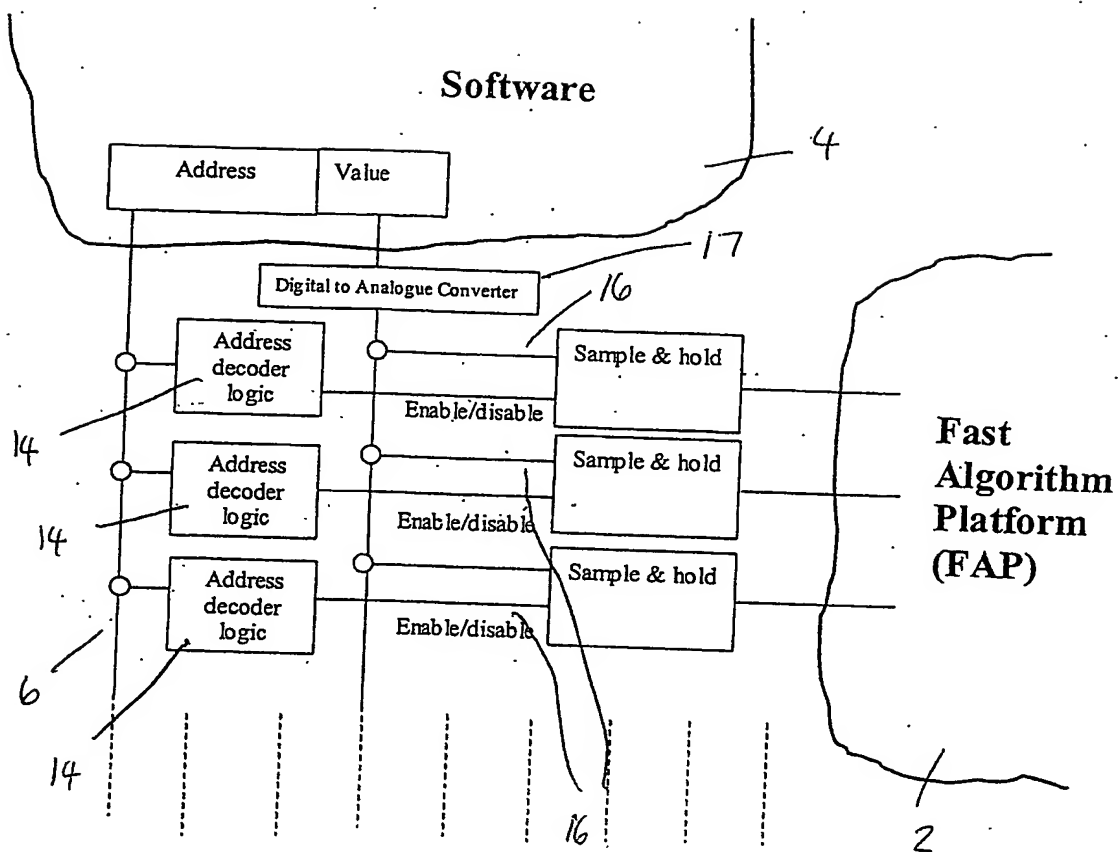 Software
4
Address Value
17
Digital to Analogue Converter
16
Address
decoder
logic
Sample & hold
Enable/disable
14
Fast
Algorithm
Platform
(FAP)
Address
decoder
logic
Sample & hold
Enable/disable
14
Address
decoder
logic
Sample & hold
Enable/disable
6
14
16
2